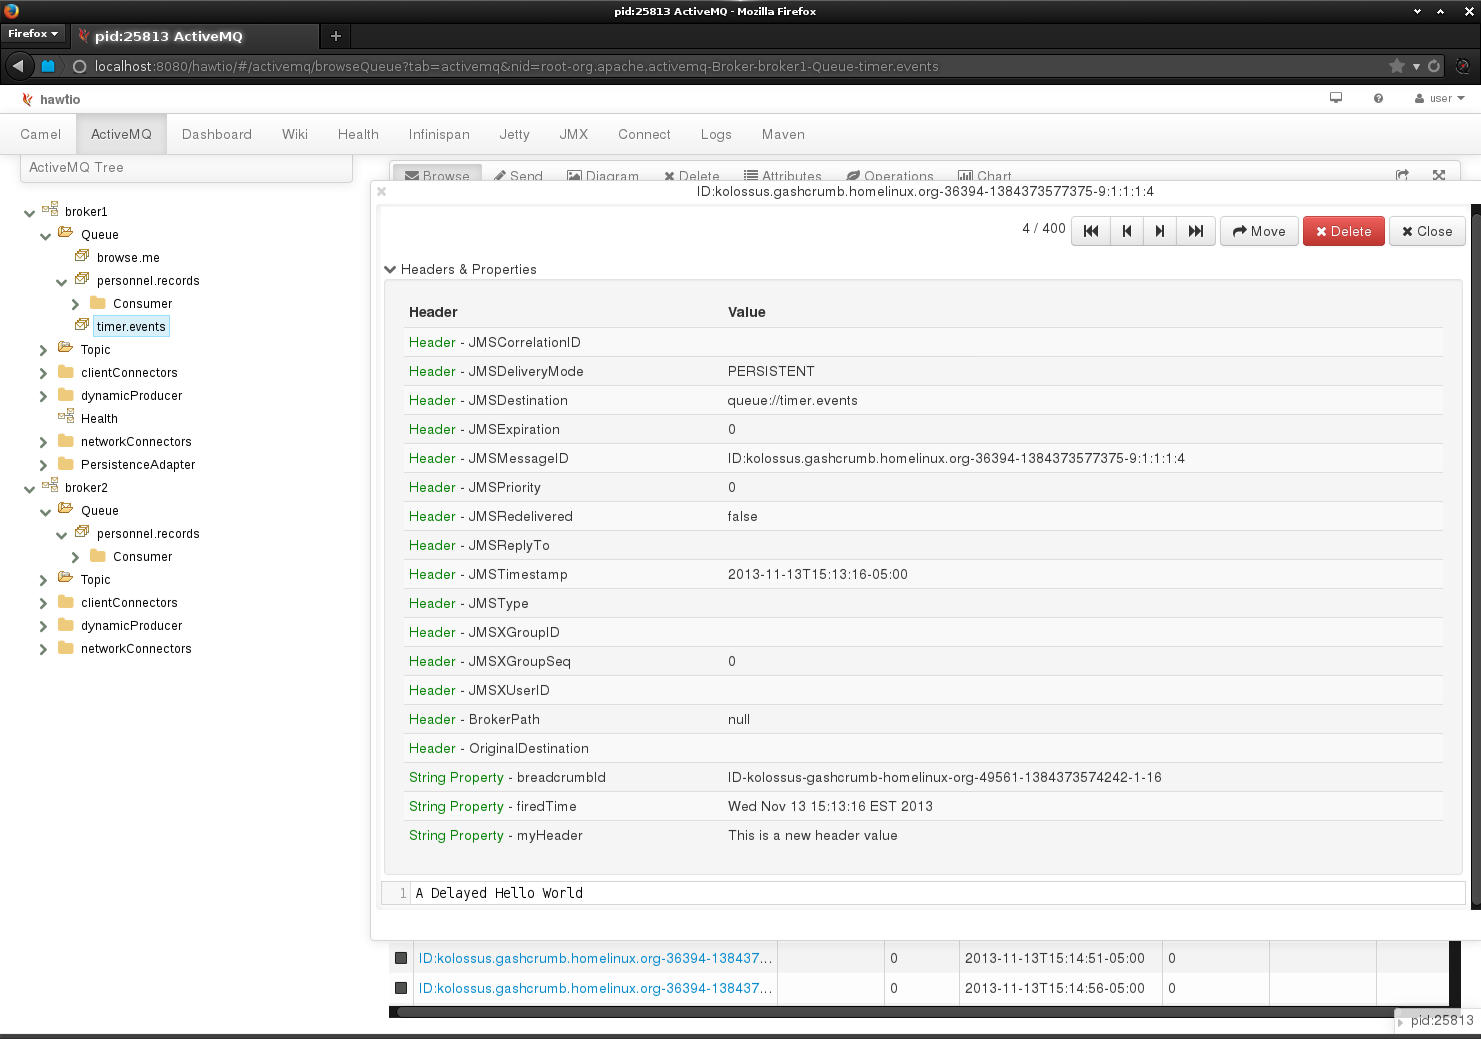 pid:25813 ActiveMQ - Mozilla Firefox
Firefox
pid:25813 ActiveMQ
localhost:8080/hawtio/#/activemq/browseQueue?tab=activemq&nid=root-org.apache.activemq-Broker-broker1-Queue-timer.events
hawtio
user
Camel ActiveMQ Dashboard Wiki Health Infinispan Jetty JMX Connect Logs Maven
ActiveMQ Tree
broker1
Queue
browse.me
personnel.records
Consumer
timer.events
Topic
clientConnectors
dynamicProducer
Health
networkConnectors
PersistenceAdapter
broker2
Queue
personnel.records
Consumer
Topic
clientConnectors
dynamicProducer
networkConnectors
Browse Send Diagram Delete Attributes Operations Chart
ID:kolossus.gashcrumb.homelinux.org-36394-1384373577375-9:1:1:1:4
4 / 400 Move Delete Close
Headers & Properties
Header Value
Header - JMSCorrelationID
Header - JMSDeliveryMode PERSISTENT
Header - JMSDestination queue://timer.events
Header - JMSExpiration 0
Header - JMSMessageID ID:kolossus.gashcrumb.homelinux.org-36394-1384373577375-9:1:1:1:4
Header - JMSPriority 0
Header - JMSRedelivered false
Header - JMSReplyTo
Header - JMSTimestamp 2013-11-13T15:13:16-05:00
Header - JMSType
Header - JMSXGroupID
Header - JMSXGroupSeq 0
Header - JMSXUserID
Header - BrokerPath null
Header - OriginalDestination
String Property - breadcrumbId ID-kolossus-gashcrumb-homelinux-org-49561-1384373574242-1-16
String Property - firedTime Wed Nov 13 15:13:16 EST 2013
String Property - myHeader This is a new header value
1 A Delayed Hello World
ID:kolossus.gashcrumb.homelinux.org-36394-138437... 0 2013-11-13T15:14:51-05:00 0
ID:kolossus.gashcrumb.homelinux.org-36394-138437... 0 2013-11-13T15:14:56-05:00 0
pid:25813